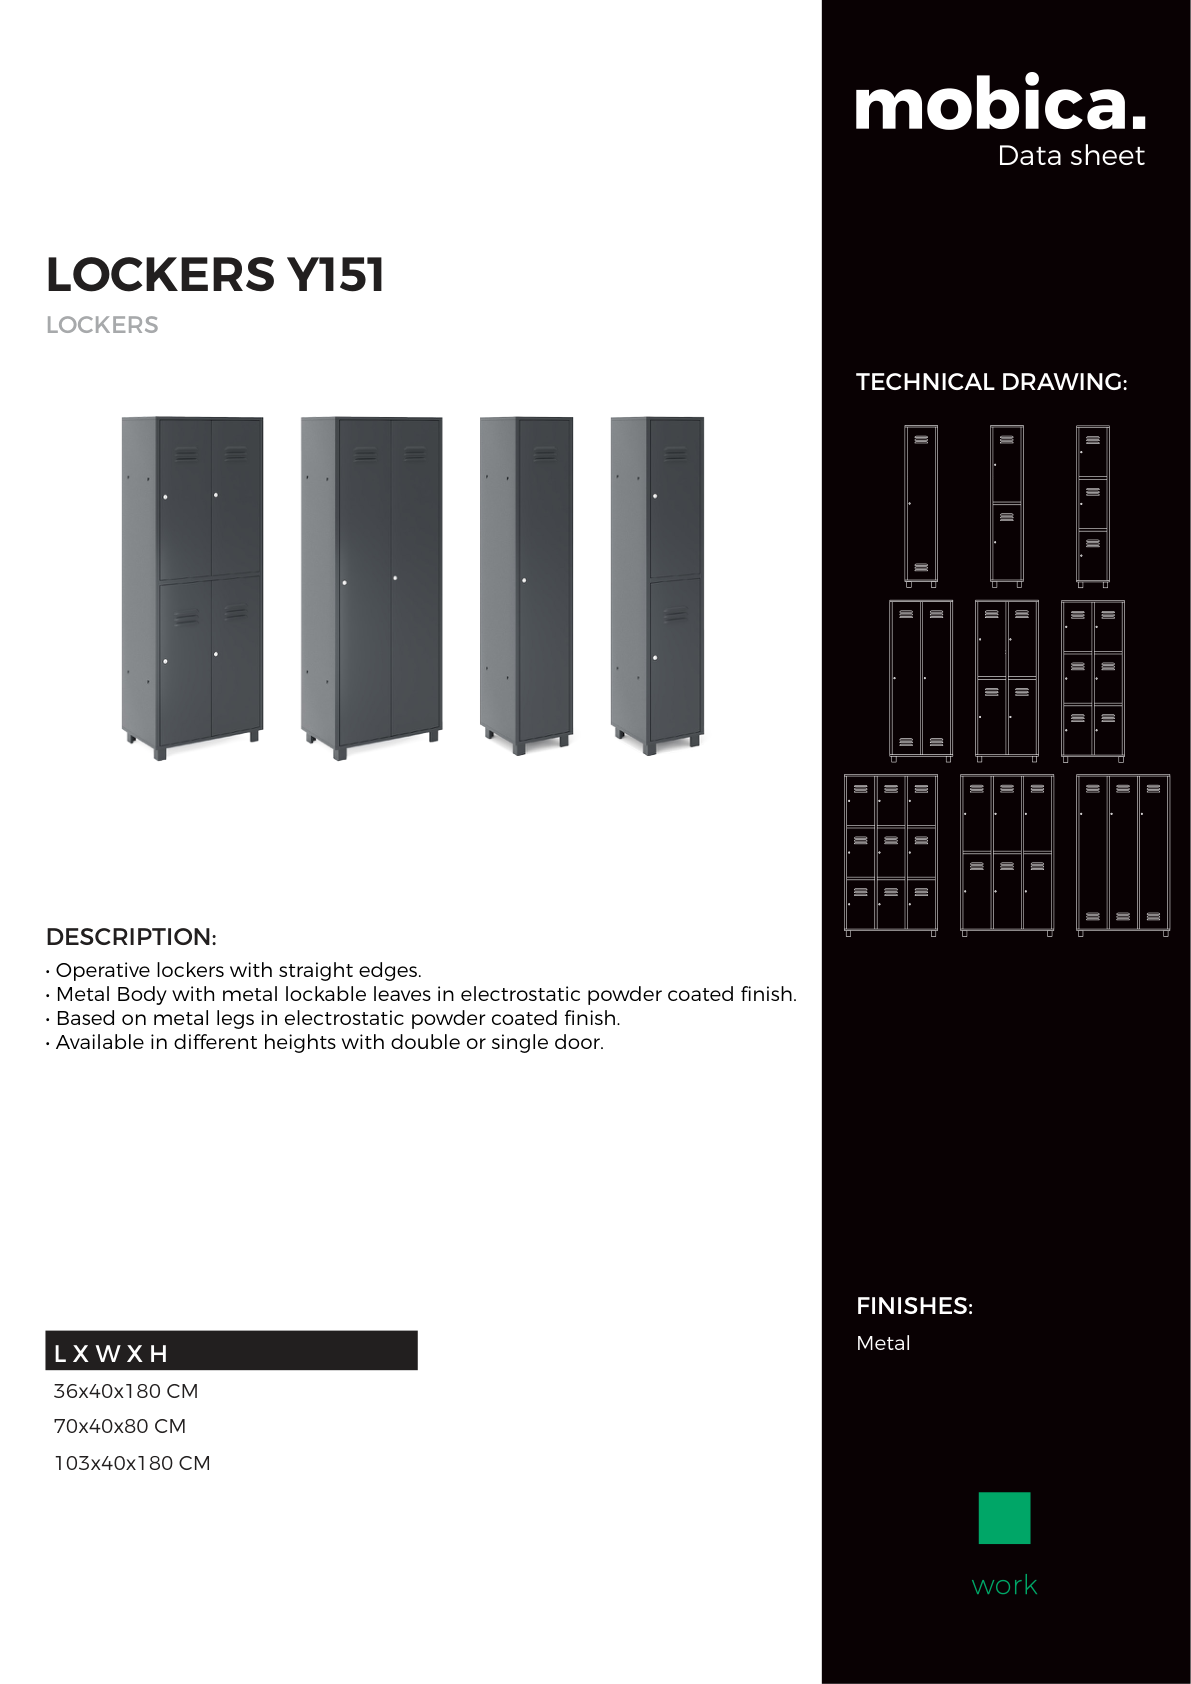 mobica.
Data sheet
LOCKERS Y151
LOCKERS
TECHNICAL DRAWING:
DESCRIPTION:
• Operative lockers with straight edges.
• Metal Body with metal lockable leaves in electrostatic powder coated finish.
• Based on metal legs in electrostatic powder coated finish.
• Available in different heights with double or single door.
FINISHES:
Metal
L X W X H
36x40x180 CM
70x40x80 CM
103x40x180 CM
work